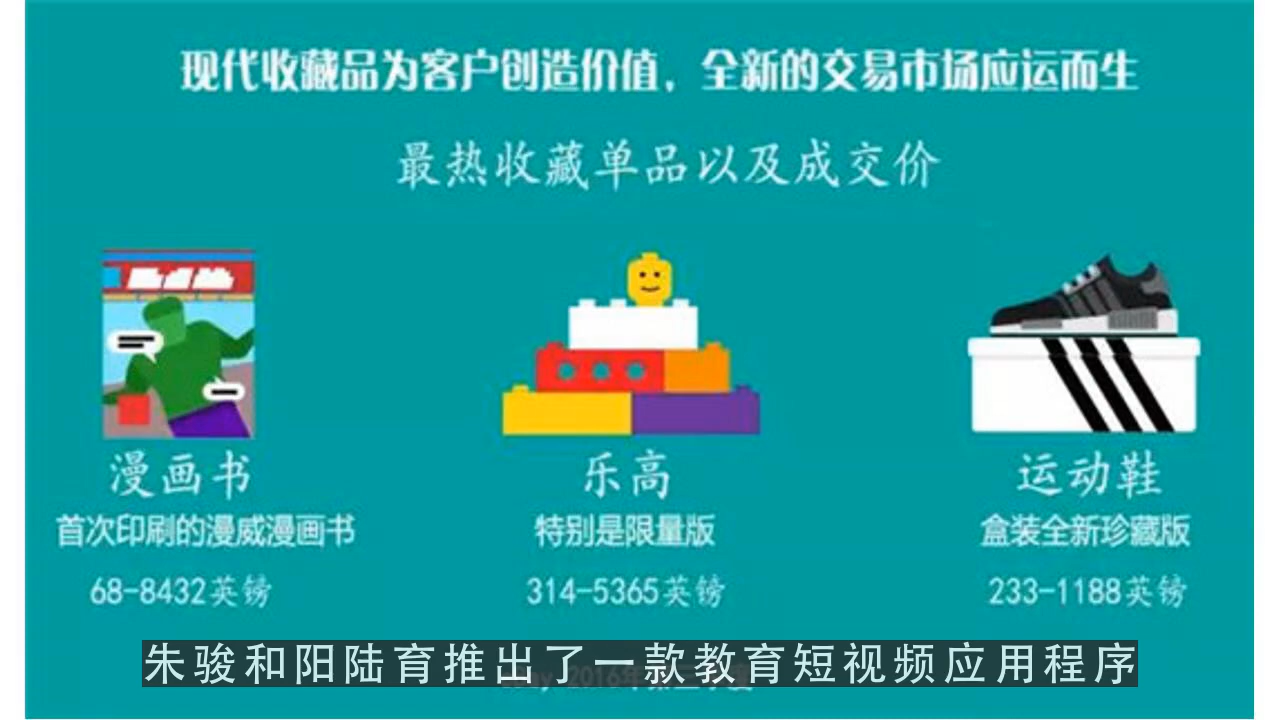 现代收藏品为客户创造价值，全新的交易市场应运而生
最热收藏单品以及成交价
漫画书
首次印刷的漫威漫画书
68-8432英镑
乐高
特别是限量版
314-5365英镑
运动鞋
盒装全新珍藏版
233-1188英镑
朱骏和阳陆育推出了一款教育短视频应用程序